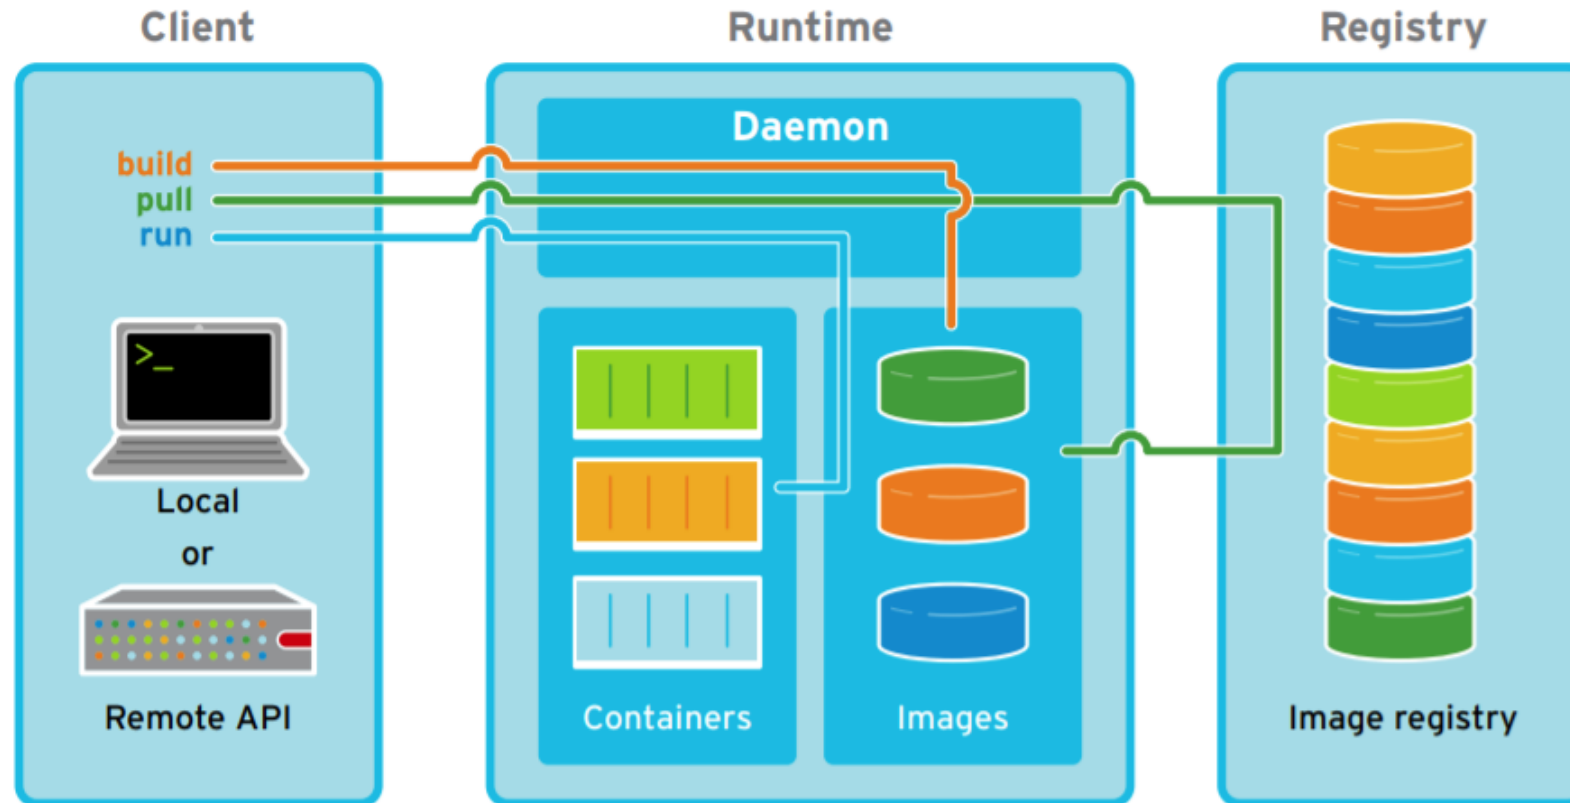 Client
Runtime
Registry
Daemon
build
pull
run
>_
Local
or
Remote API
Containers
Images
Image registry